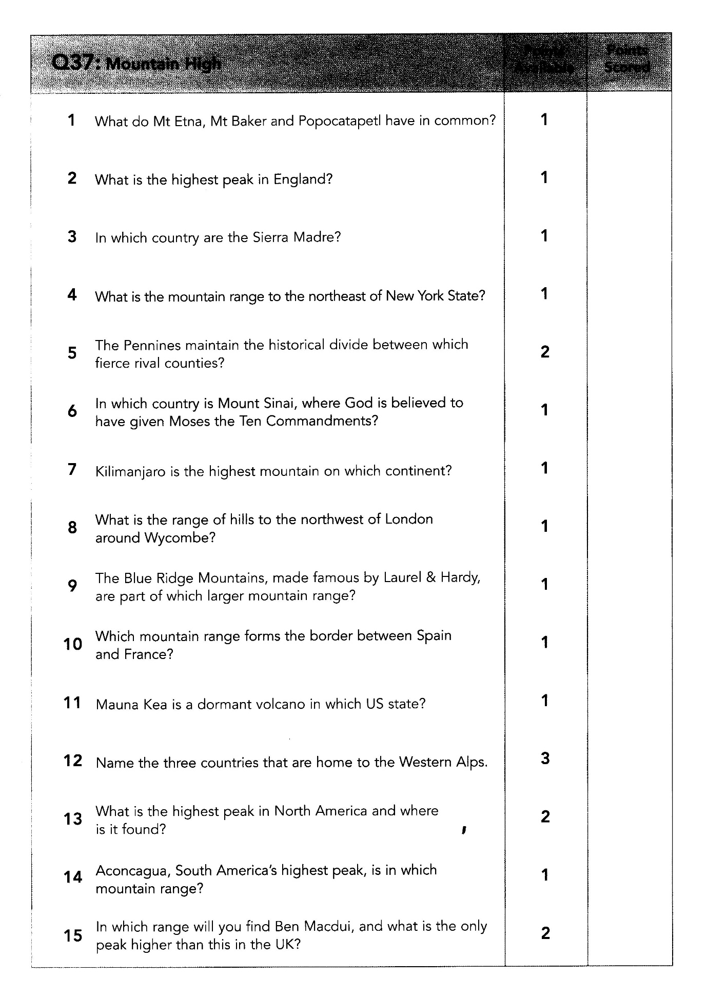 Q37: Mountain High
Points Available
Points Scored
1 What do Mt Etna, Mt Baker and Popocatapetl have in common? 1
2 What is the highest peak in England? 1
3 In which country are the Sierra Madre? 1
4 What is the mountain range to the northeast of New York State? 1
5 The Pennines maintain the historical divide between which
fierce rival counties? 2
6 In which country is Mount Sinai, where God is believed to
have given Moses the Ten Commandments? 1
7 Kilimanjaro is the highest mountain on which continent? 1
8 What is the range of hills to the northwest of London
around Wycombe? 1
9 The Blue Ridge Mountains, made famous by Laurel & Hardy,
are part of which larger mountain range? 1
10 Which mountain range forms the border between Spain
and France? 1
11 Mauna Kea is a dormant volcano in which US state? 1
12 Name the three countries that are home to the Western Alps. 3
13 What is the highest peak in North America and where
is it found? 2
14 Aconcagua, South America's highest peak, is in which
mountain range? 1
15 In which range will you find Ben Macdui, and what is the only
peak higher than this in the UK? 2